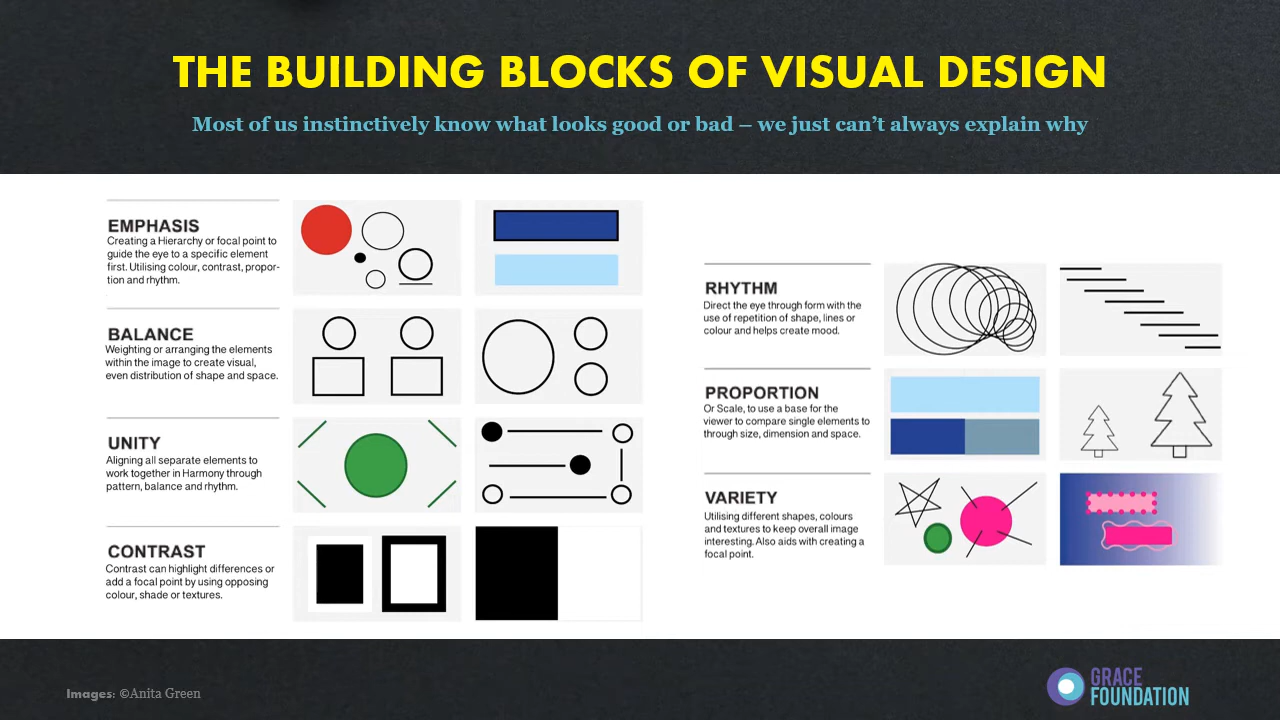 THE BUILDING BLOCKS OF VISUAL DESIGN
Most of us instinctively know what looks good or bad – we just can't always explain why
EMPHASIS
Creating a Hierarchy or focal point to
guide the eye to a specific element
first. Utilising colour, contrast, propor-
tion and rhythm.
BALANCE
Weighting or arranging the elements
within the image to create visual,
even distribution of shape and space.
UNITY
Aligning all separate elements to
work together in Harmony through
pattern, balance and rhythm.
CONTRAST
Contrast can highlight differences or
add a focal point by using opposing
colour, shade or textures.
RHYTHM
Direct the eye through form with the
use of repetition of shape, lines or
colour and helps create mood.
PROPORTION
Or Scale, to use a base for the
viewer to compare single elements to
through size, dimension and space.
VARIETY
Utilising different shapes, colours
and textures to keep overall image
interesting. Also aids with creating a
focal point.
Images: ©Anita Green
GRACE
FOUNDATION